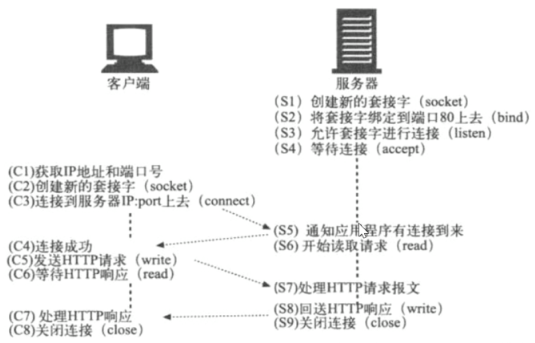 客户端
服务器
(S1) 创建新的套接字（socket)
(S2) 将套接字绑定到端口80上去（bind)
(S3) 允许套接字进行连接（listen)
(S4) 等待连接（accept)
(C1)获取IP地址和端口号
(C2)创建新的套接字（socket)
(C3)连接到服务器IP:port上去（connect)
(S5) 通知应用程序有连接到来
(S6) 开始读取请求（read)
(C4)连接成功
(C5)发送HTTP请求（write)
(C6)等待HTTP响应（read)
(S7)处理HTTP请求报文
(S8)回送HTTP响应（write)
(S9)关闭连接（close)
(C7) 处理HTTP响应
(C8)关闭连接（close)